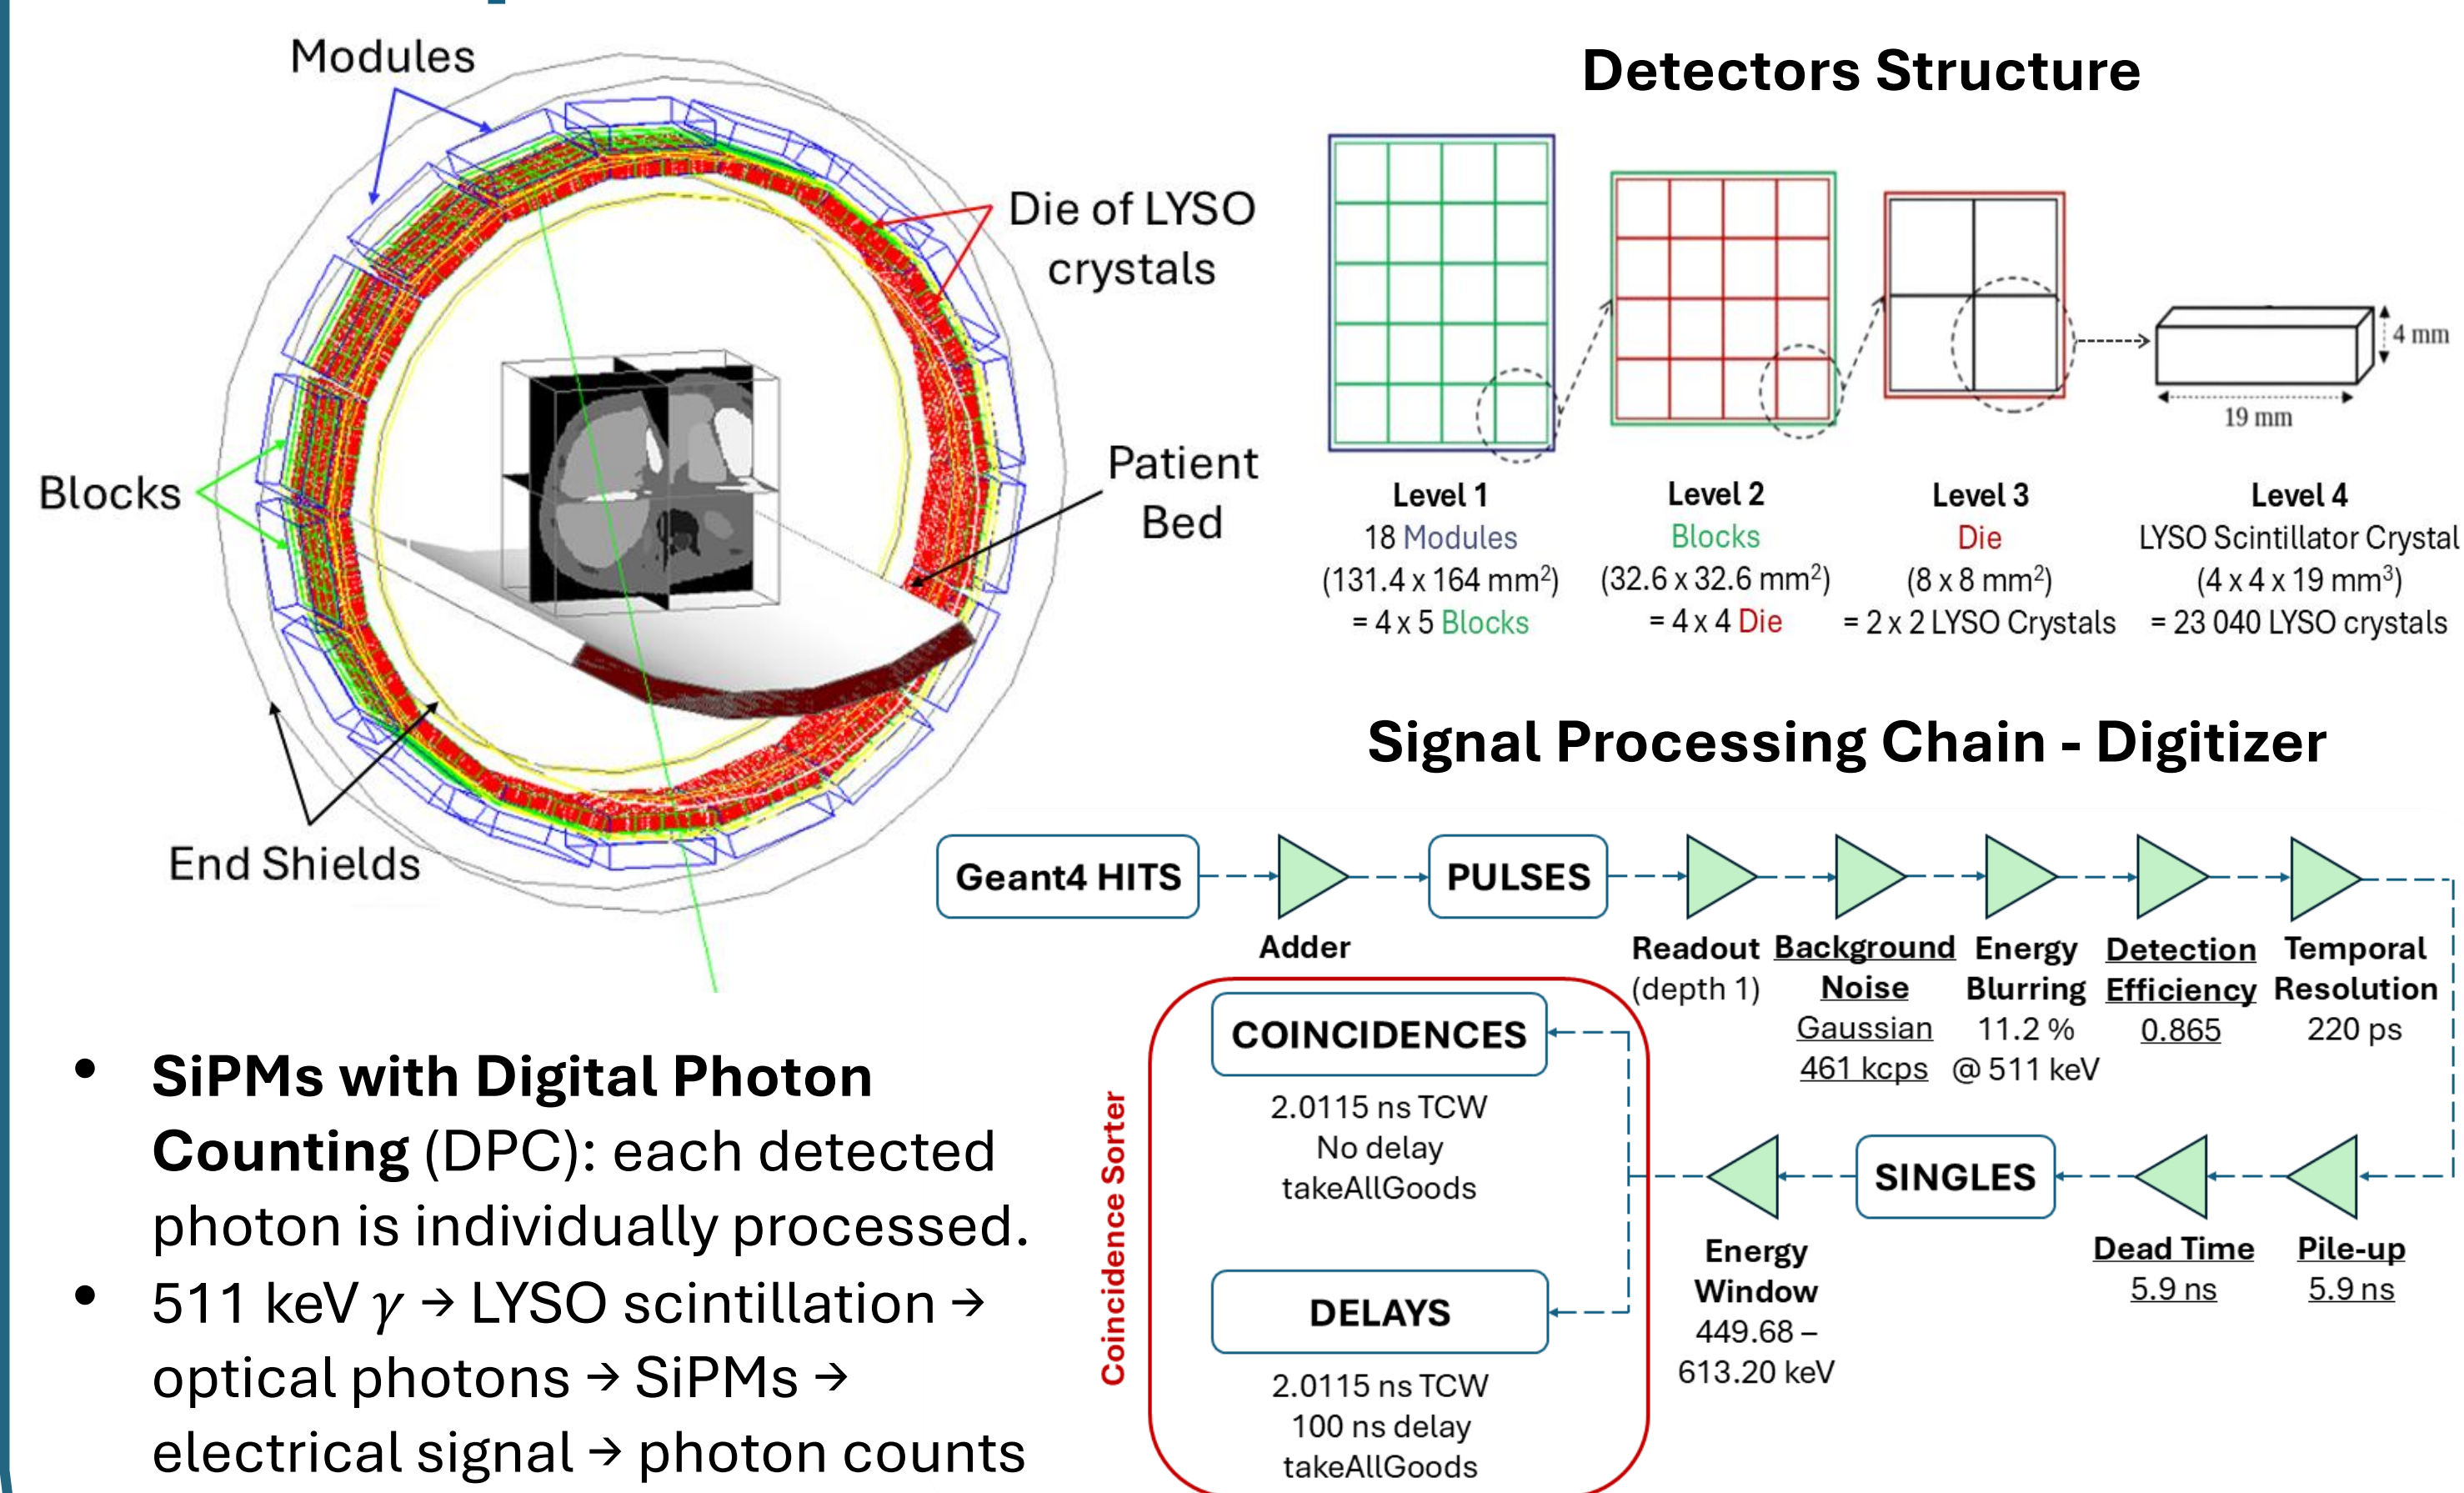 Modules
Die of LYSO
crystals
Blocks
Patient
Bed
End Shields
Detectors Structure
4 mm
19 mm
Level 1
18 Modules
(131.4 x 164 mm²)
= 4 x 5 Blocks
Level 2
Blocks
(32.6 x 32.6 mm²)
= 4 x 4 Die
Level 3
Die
(8 x 8 mm²)
= 2 x 2 LYSO Crystals
Level 4
LYSO Scintillator Crystal
(4 x 4 x 19 mm³)
= 23 040 LYSO crystals
Signal Processing Chain - Digitizer
Geant4 HITS
Adder
PULSES
Readout
(depth 1)
Background
Noise
Gaussian
461 kcps
Energy
Blurring
11.2 %
@ 511 keV
Detection
Efficiency
0.865
Temporal
Resolution
220 ps
Pile-up
5.9 ns
Dead Time
5.9 ns
SINGLES
Energy
Window
449.68 –
613.20 keV
Coincidence Sorter
COINCIDENCES
2.0115 ns TCW
No delay
takeAllGoods
DELAYS
2.0115 ns TCW
100 ns delay
takeAllGoods
• SiPMs with Digital Photon
Counting (DPC): each detected
photon is individually processed.
• 511 keV γ → LYSO scintillation →
optical photons → SiPMs →
electrical signal → photon counts